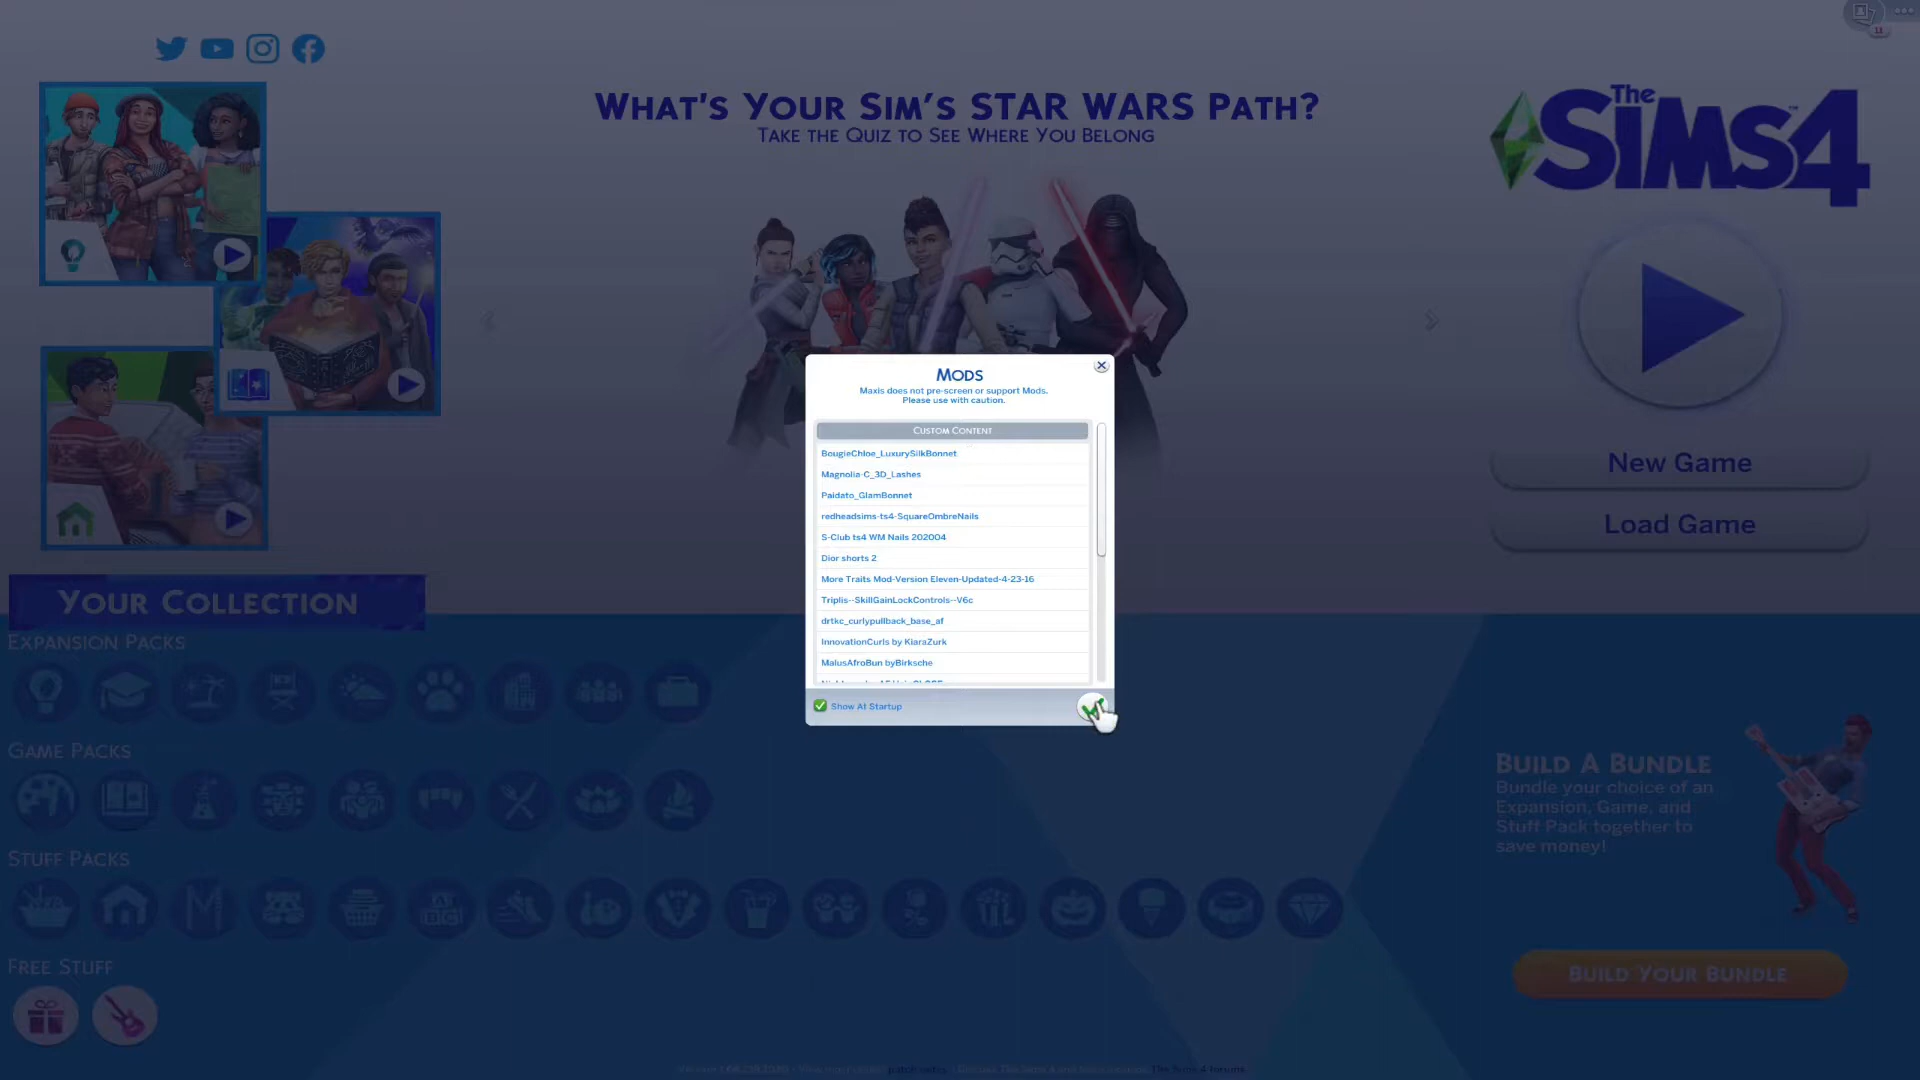 11
WHAT'S YOUR SIM'S STAR WARS PATH?
TAKE THE QUIZ TO SEE WHERE YOU BELONG
The SiMS 4
MODS
Maxis does not pre-screen or support Mods.
Please use with caution.
CUSTOM CONTENT
BougieChloe_LuxurySilkBonnet
Magnolia-C_3D_Lashes
Paidato_GlamBonnet
redheadsims-ts4-SquareOmbreNails
S-Club ts4 WM Nails 202004
Dior shorts 2
More Traits Mod-Version Eleven-Updated-4-23-16
Triplis--SkillGainLockControls--V6c
drtkc_curlypullback_base_af
InnovationCurls by KiaraZurk
MalusAfroBun byBirksche
Show At Startup
New Game
Load Game
YOUR COLLECTION
EXPANSION PACKS
GAME PACKS
STUFF PACKS
FREE STUFF
BUILD A BUNDLE
Bundle your choice of an
Expansion, Game, and
Stuff Pack together to
save money!
BUILD YOUR BUNDLE
The Sims 4 forums